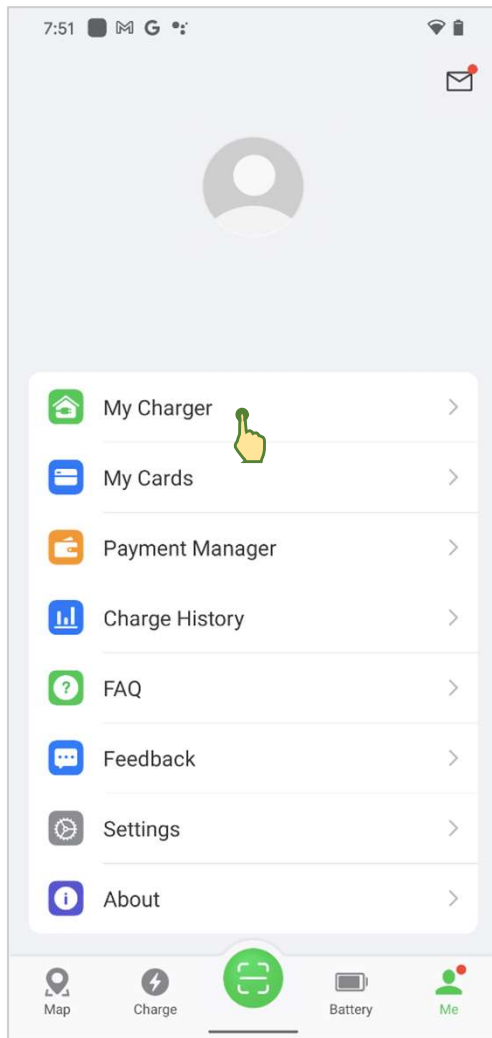 7:51
My Charger
My Cards
Payment Manager
Charge History
FAQ
Feedback
Settings
About
Map
Charge
Battery
Me